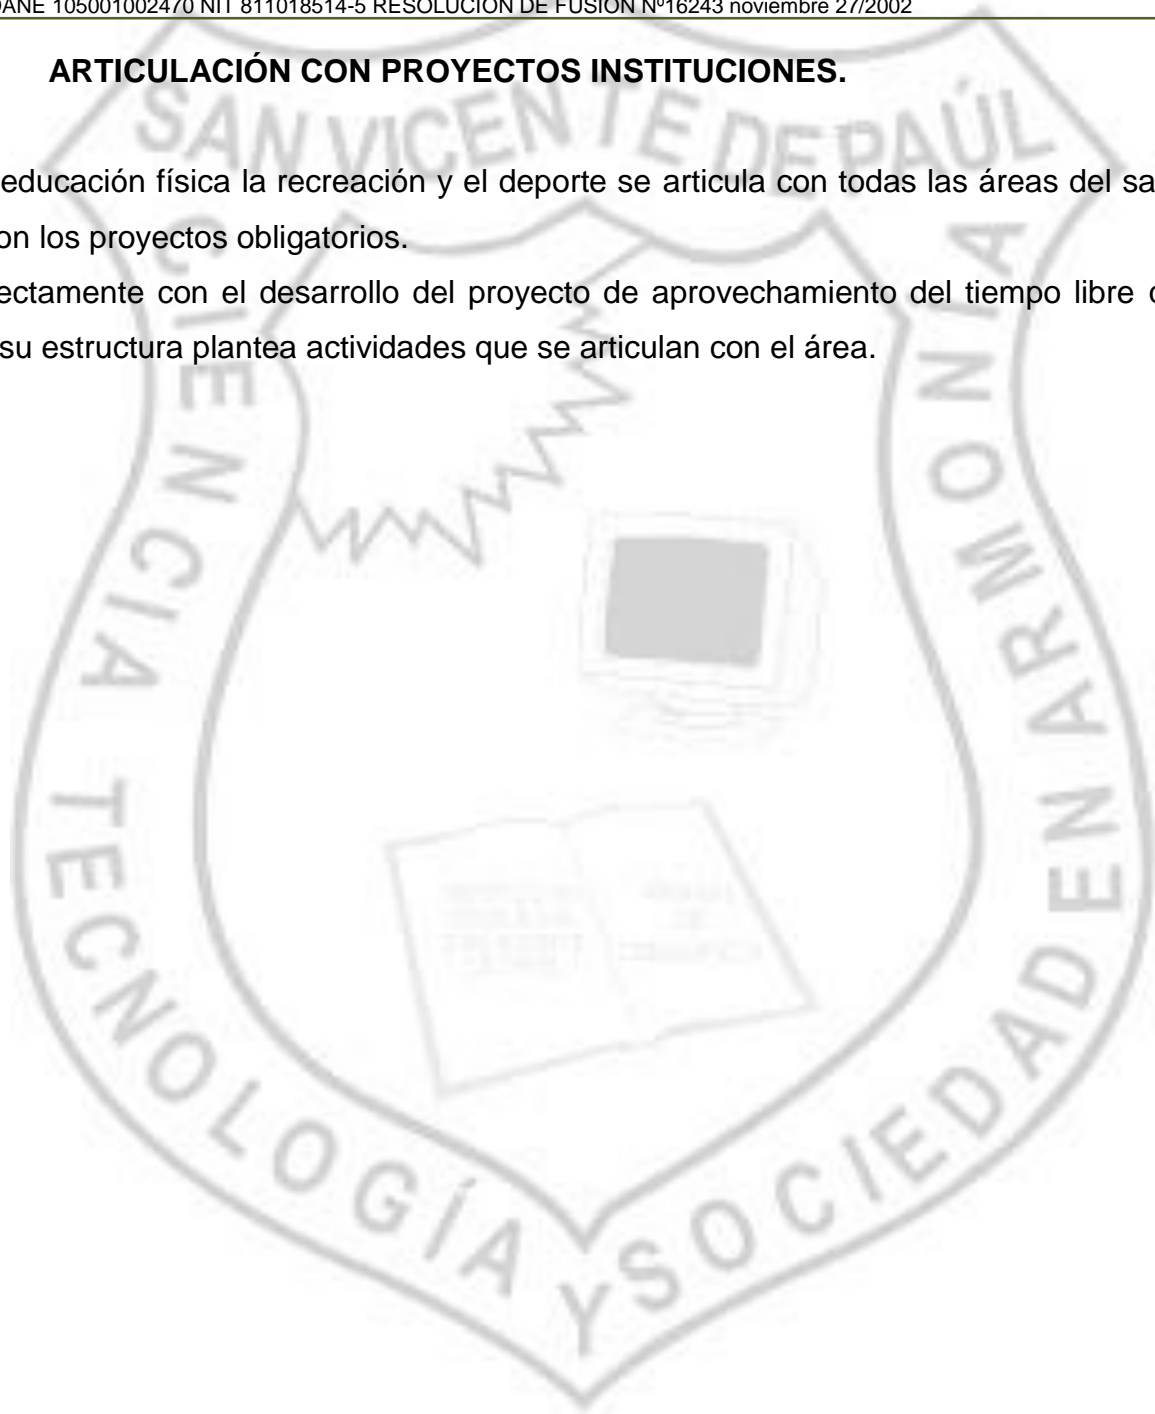 DANE 105001002470 NIT 811018514-5 RESOLUCIÓN DE FUSIÓN Nº16243 noviembre 27/2002
ARTICULACIÓN CON PROYECTOS INSTITUCIONES.
SAN VICENTE DE PAÚL
educación física la recreación y el deporte se articula con todas las áreas del sa
on los proyectos obligatorios.
ectamente con el desarrollo del proyecto de aprovechamiento del tiempo libre
su estructura plantea actividades que se articulan con el área.
CIENCIA TECNOLOGÍA Y SOCIEDAD EN ARMONÍA